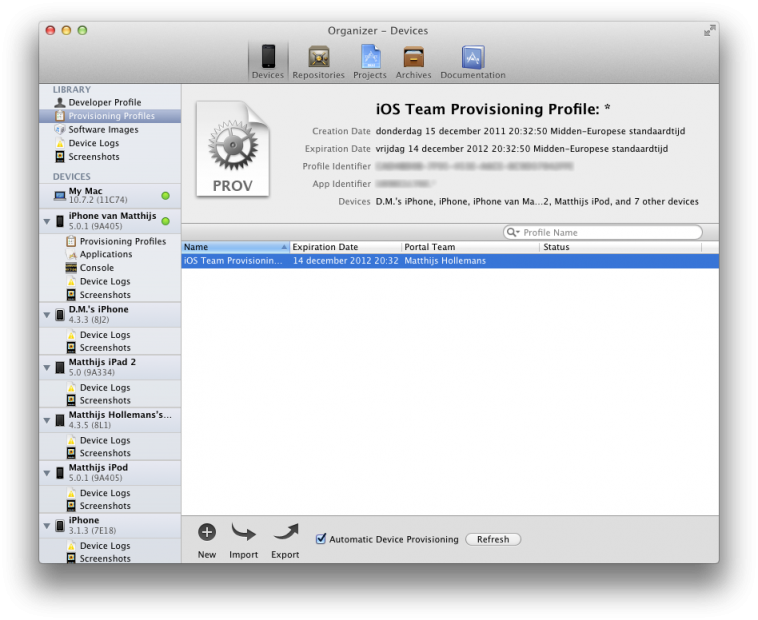 Organizer – Devices
Devices Repositories Projects Archives Documentation
LIBRARY
Developer Profile
Provisioning Profiles
Software Images
Device Logs
Screenshots
DEVICES
My Mac
10.7.2 (11C74)
iPhone van Matthijs
5.0.1 (9A405)
Provisioning Profiles
Applications
Console
Device Logs
Screenshots
D.M.'s iPhone
4.3.3 (8J2)
Device Logs
Screenshots
Matthijs iPad 2
5.0 (9A334)
Device Logs
Screenshots
Matthijs Hollemans's...
4.3.5 (8L1)
Device Logs
Screenshots
Matthijs iPod
5.0.1 (9A405)
Device Logs
Screenshots
iPhone
3.1.3 (7E18)
Device Logs
Screenshots
PROV
iOS Team Provisioning Profile: *
Creation Date donderdag 15 december 2011 20:32:50 Midden-Europese standaardtijd
Expiration Date vrijdag 14 december 2012 20:32:50 Midden-Europese standaardtijd
Profile Identifier
App Identifier
Devices D.M.'s iPhone, iPhone, iPhone van Ma...2, Matthijs iPod, and 7 other devices
Profile Name
Name Expiration Date Portal Team Status
iOS Team Provisionin... 14 december 2012 20:32 Matthijs Hollemans
New Import Export Automatic Device Provisioning Refresh